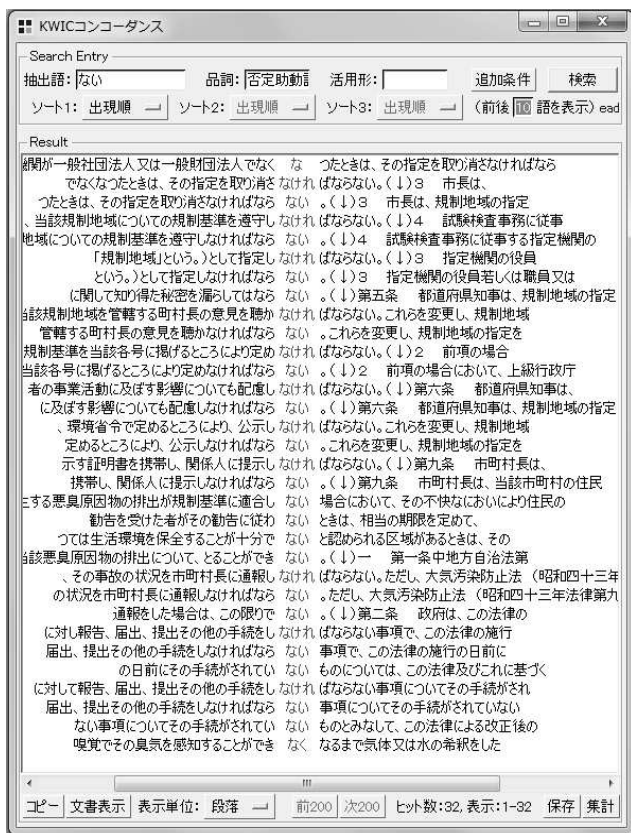 KWICコンコーダンス
Search Entry
抽出語: ない 品詞: 否定助動詞 活用形: 追加条件 検索
ソート1: 出現順 ソート2: 出現順 ソート3: 出現順 (前後 10 語を表示) ead
Result
機関が一般社団法人又は一般財団法人でなく な つたときは、その指定を取り消さなければなら
でなくなつたときは、その指定を取り消さ なけれ ばならない。(↓)3 市長は、
つたときは、その指定を取り消さなければなら ない 。(↓)3 市長は、規制地域の指定
、当該規制地域についての規制基準を遵守し なけれ ばならない。(↓)4 試験検査事務に従事
地域についての規制基準を遵守しなければなら ない 。(↓)4 試験検査事務に従事する指定機関の
「規制地域」という。)として指定し なけれ ばならない。(↓)3 指定機関の役員
という。)として指定しなければなら ない 。(↓)3 指定機関の役員若しくは職員又は
に関して知り得た秘密を漏らしてはなら ない 。(↓)第五条 都道府県知事は、規制地域の指定
当該規制地域を管轄する町村長の意見を聴か なけれ ばならない。これらを変更し、規制地域
管轄する町村長の意見を聴かなければなら ない 。これらを変更し、規制地域の指定を
規制基準を当該各号に掲げるところにより定め なけれ ばならない。(↓)2 前項の場合
当該各号に掲げるところにより定めなければなら ない 。(↓)2 前項の場合において、上級行政庁
者の事業活動に及ぼす影響についても配慮し なけれ ばならない。(↓)第六条 都道府県知事は、
に及ぼす影響についても配慮しなければなら ない 。(↓)第六条 都道府県知事は、規制地域の指定
、環境省令で定めるところにより、公示し なけれ ばならない。これらを変更し、規制地域
定めるところにより、公示しなければなら ない 。これらを変更し、規制地域の指定を
示す証明書を携帯し、関係人に提示し なけれ ばならない。(↓)第九条 市町村長は、
携帯し、関係人に提示しなければなら ない 。(↓)第九条 市町村長は、当該市町村の住民
する悪臭原因物の排出が規制基準に適合し ない 場合において、その不快なにおいにより住民の
勧告を受けた者がその勧告に従わ ない ときは、相当の期限を定めて、
つては生活環境を保全することが十分で ない と認められる区域があるときは、その
当該悪臭原因物の排出について、とることができ ない 。(↓)一 第一条中地方自治法第
、その事故の状況を市町村長に通報し なけれ ばならない。ただし、大気汚染防止法 (昭和四十三年
の状況を市町村長に通報しなければなら ない 。ただし、大気汚染防止法 (昭和四十三年法律第九
通報をした場合は、この限りで ない 。(↓)第二条 政府は、この法律の
に対し報告、届出、提出その他の手続をし なけれ ばならない事項で、この法律の施行
届出、提出その他の手続をしなければなら ない 事項で、この法律の施行の日前に
の日前にその手続がされてい ない ものについては、この法律及びこれに基づく
に対して報告、届出、提出その他の手続をし なけれ ばならない事項についてその手続がされ
届出、提出その他の手続をしなければなら ない 事項についてその手続がされていない
ない事項についてその手続がされてい ない ものとみなして、この法律による改正後の
嗅覚でその臭気を感知することができ なく なるまで気体又は水の希釈をした
コピー 文書表示 表示単位: 段落 前200 次200 ヒット数:32, 表示:1-32 保存 集計